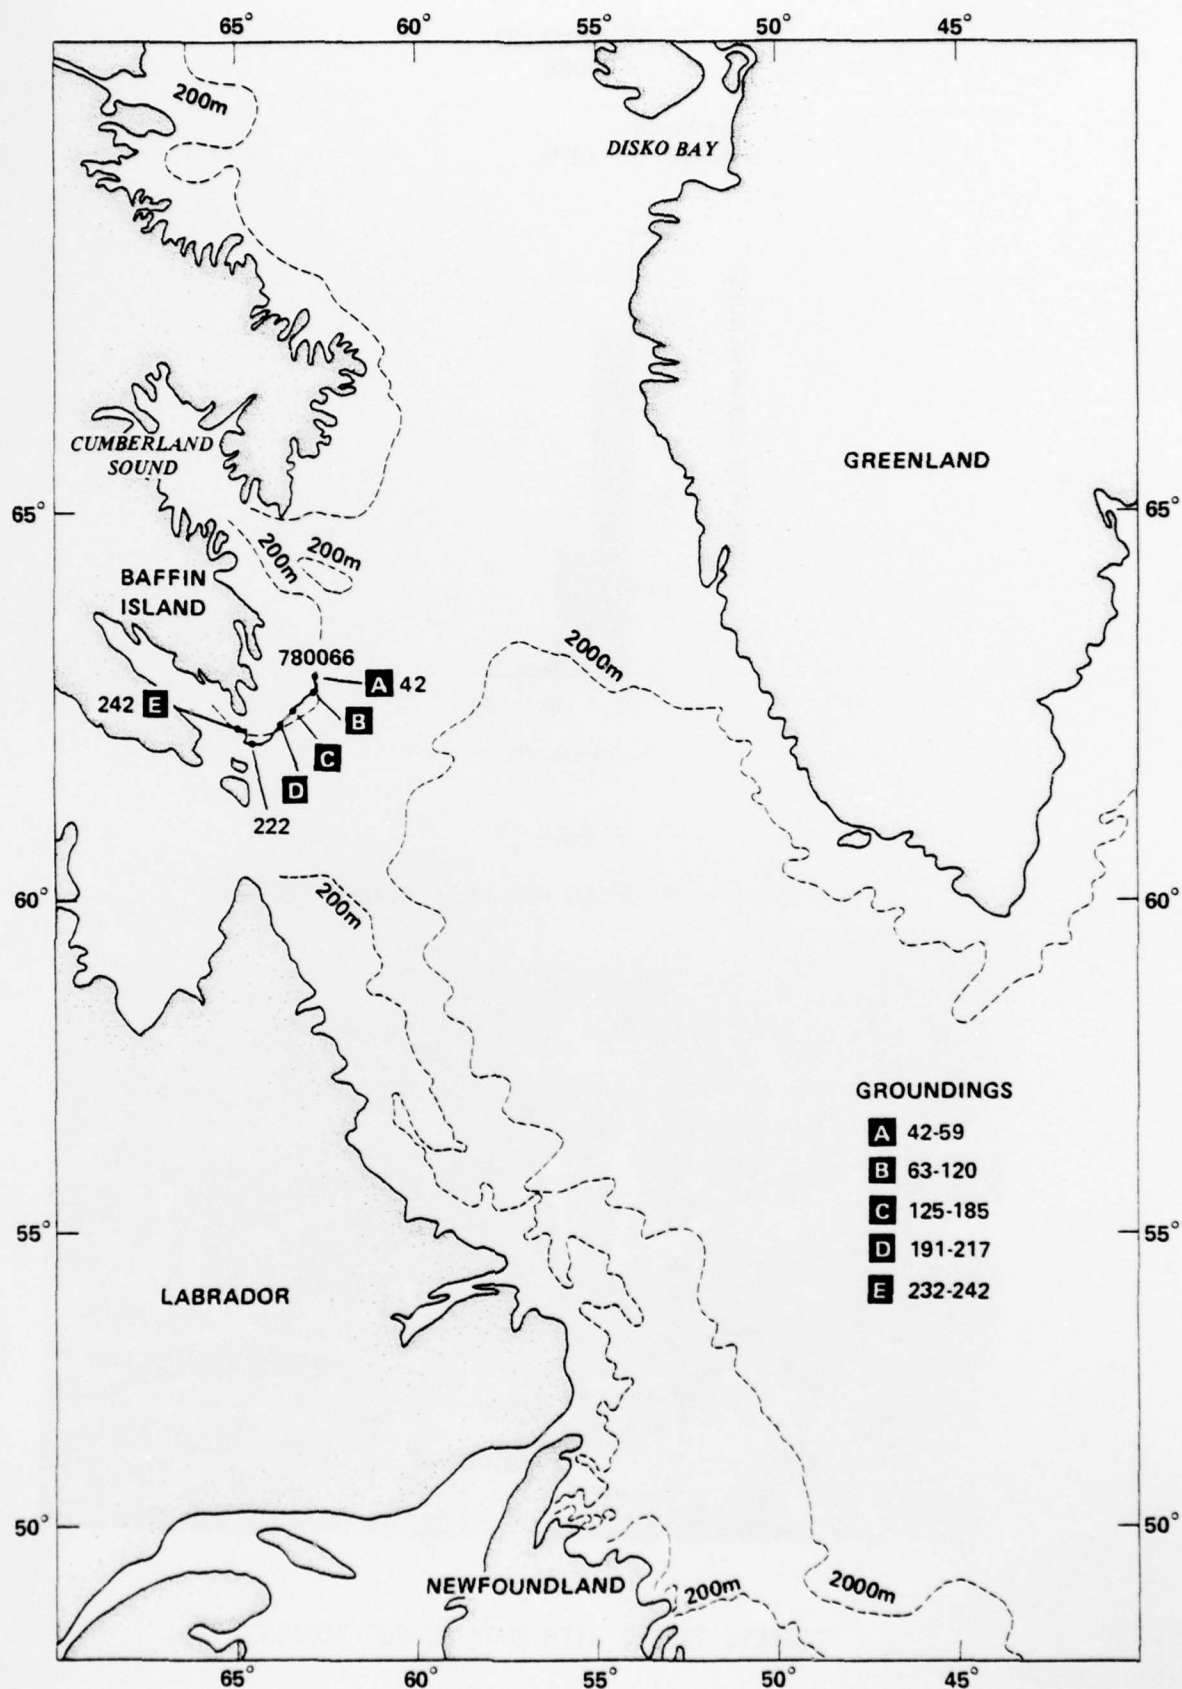 65° 60° 55° 50° 45°
200m
DISKO BAY
CUMBERLAND
SOUND
GREENLAND
65° 65°
200m 200m
BAFFIN
ISLAND
2000m
780066
A 42
242 E
B
C
D
222
60° 60°
200m
GROUNDINGS
A 42-59
B 63-120
C 125-185
D 191-217
E 232-242
55° 55°
LABRADOR
50° 50°
NEWFOUNDLAND
200m
2000m
65° 60° 55° 50° 45°